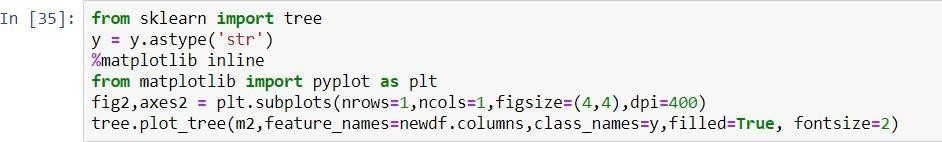 In [35]: from sklearn import tree
y = y.astype('str')
%matplotlib inline
from matplotlib import pyplot as plt
fig2,axes2 = plt.subplots(nrows=1,ncols=1,figsize=(4,4),dpi=400)
tree.plot_tree(m2,feature_names=newdf.columns,class_names=y,filled=True, fontsize=2)